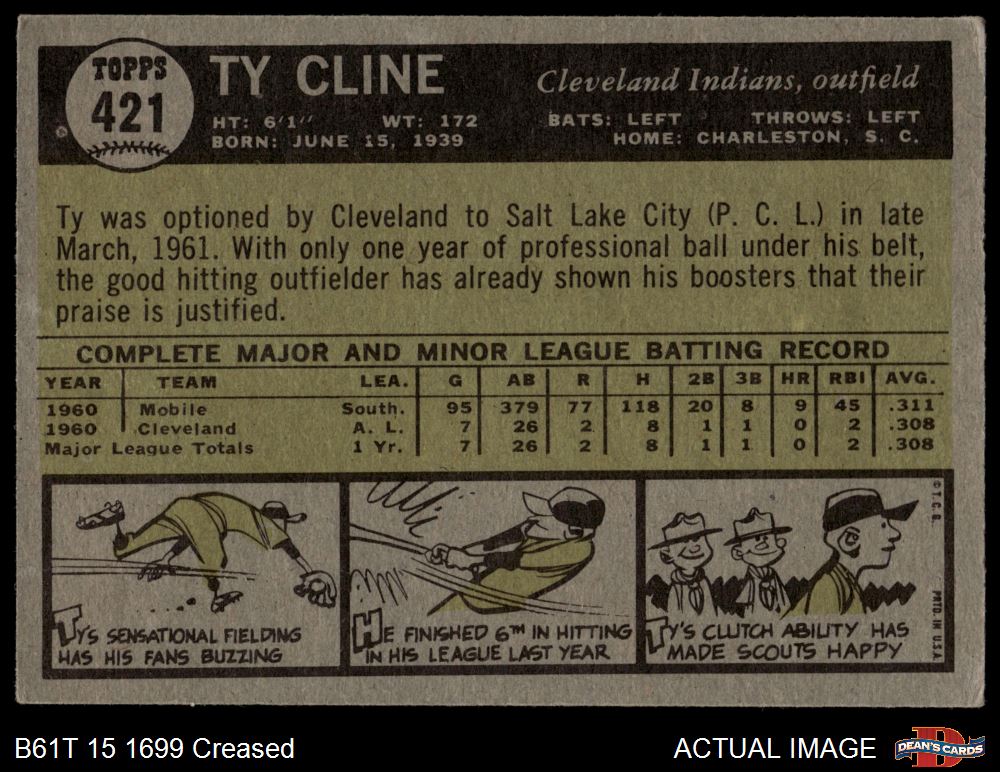 TOPPS
421
TY CLINE
Cleveland Indians, outfield
HT: 6'1" WT: 172 BATS: LEFT THROWS: LEFT
BORN: JUNE 15, 1939 HOME: CHARLESTON, S. C.
Ty was optioned by Cleveland to Salt Lake City (P. C. L.) in late
March, 1961. With only one year of professional ball under his belt,
the good hitting outfielder has already shown his boosters that their
praise is justified.
COMPLETE MAJOR AND MINOR LEAGUE BATTING RECORD
YEAR TEAM LEA. G AB R H 2B 3B HR RBI AVG.
1960 Mobile South. 95 379 77 118 20 8 9 45 .311
1960 Cleveland A. L. 7 26 2 8 1 1 0 2 .308
Major League Totals 1 Yr. 7 26 2 8 1 1 0 2 .308
TY'S SENSATIONAL FIELDING
HAS HIS FANS BUZZING
HE FINISHED 6TH IN HITTING
IN HIS LEAGUE LAST YEAR
TY'S CLUTCH ABILITY HAS
MADE SCOUTS HAPPY
© T. C. G. PRTD. IN U.S.A.
B61T 15 1699 Creased
ACTUAL IMAGE
DEAN'S CARDS